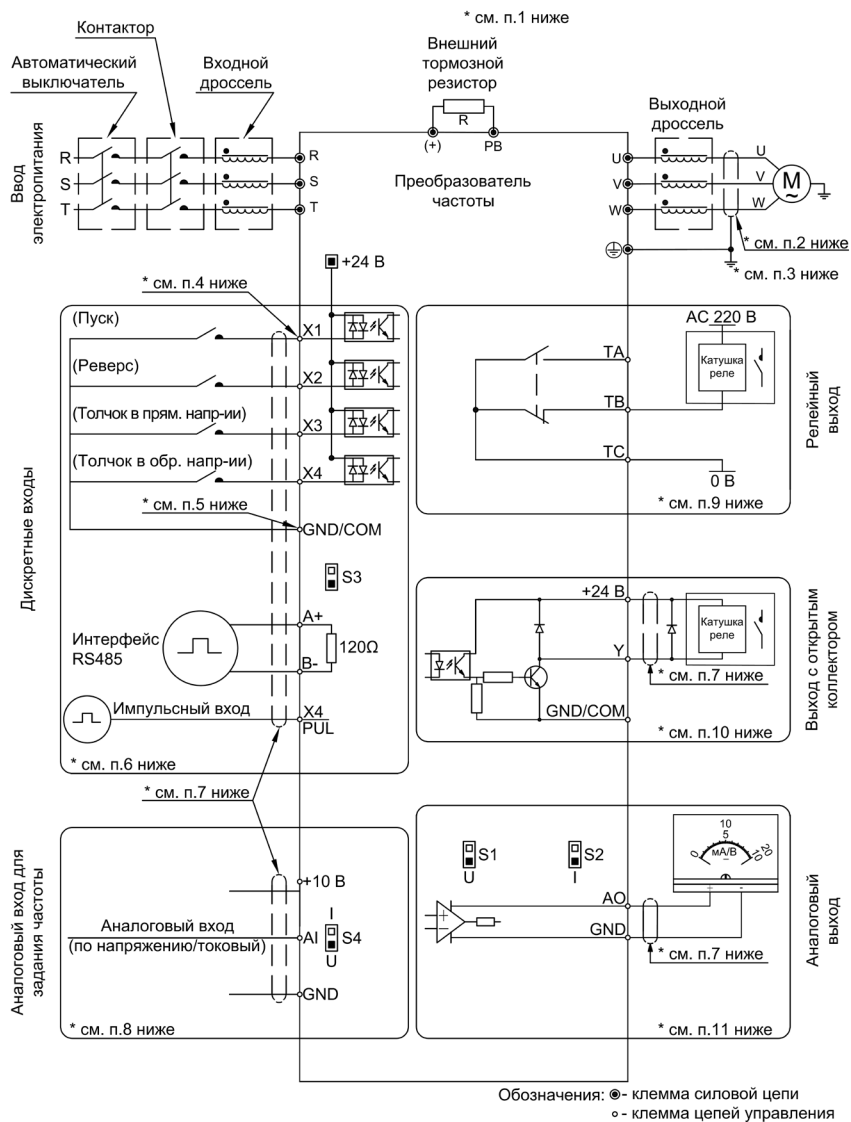 * см. п.1 ниже
Контактор
Автоматический
выключатель
Входной
дроссель
Внешний
тормозной
резистор
R
(+)
PB
Выходной
дроссель
Ввод
электропитания
R
S
T
R
S
T
Преобразователь
частоты
U
V
W
U
V
W
M
~
* см. п.2 ниже
* см. п.3 ниже
+24 В
* см. п.4 ниже
Дискретные входы
(Пуск)
X1
(Реверс)
X2
(Толчок в прям. напр-ии)
X3
(Толчок в обр. напр-ии)
X4
* см. п.5 ниже
GND/COM
S3
A+
Интерфейс
RS485
120Ω
B-
Импульсный вход
X4
PUL
* см. п.6 ниже
* см. п.7 ниже
Релейный
выход
AC 220 В
TA
Катушка
реле
TB
TC
0 В
* см. п.9 ниже
Выход с открытым
коллектором
+24 В
Катушка
реле
Y
* см. п.7 ниже
GND/COM
* см. п.10 ниже
Аналоговый вход для
задания частоты
+10 В
Аналоговый вход
(по напряжению/токовый)
AI
I
S4
U
GND
* см. п.8 ниже
Аналоговый
выход
S1
U
S2
I
10
5
0
20
10
мА/В
+
-
AO
GND
* см. п.7 ниже
* см. п.11 ниже
Обозначения:
- клемма силовой цепи
- клемма цепей управления